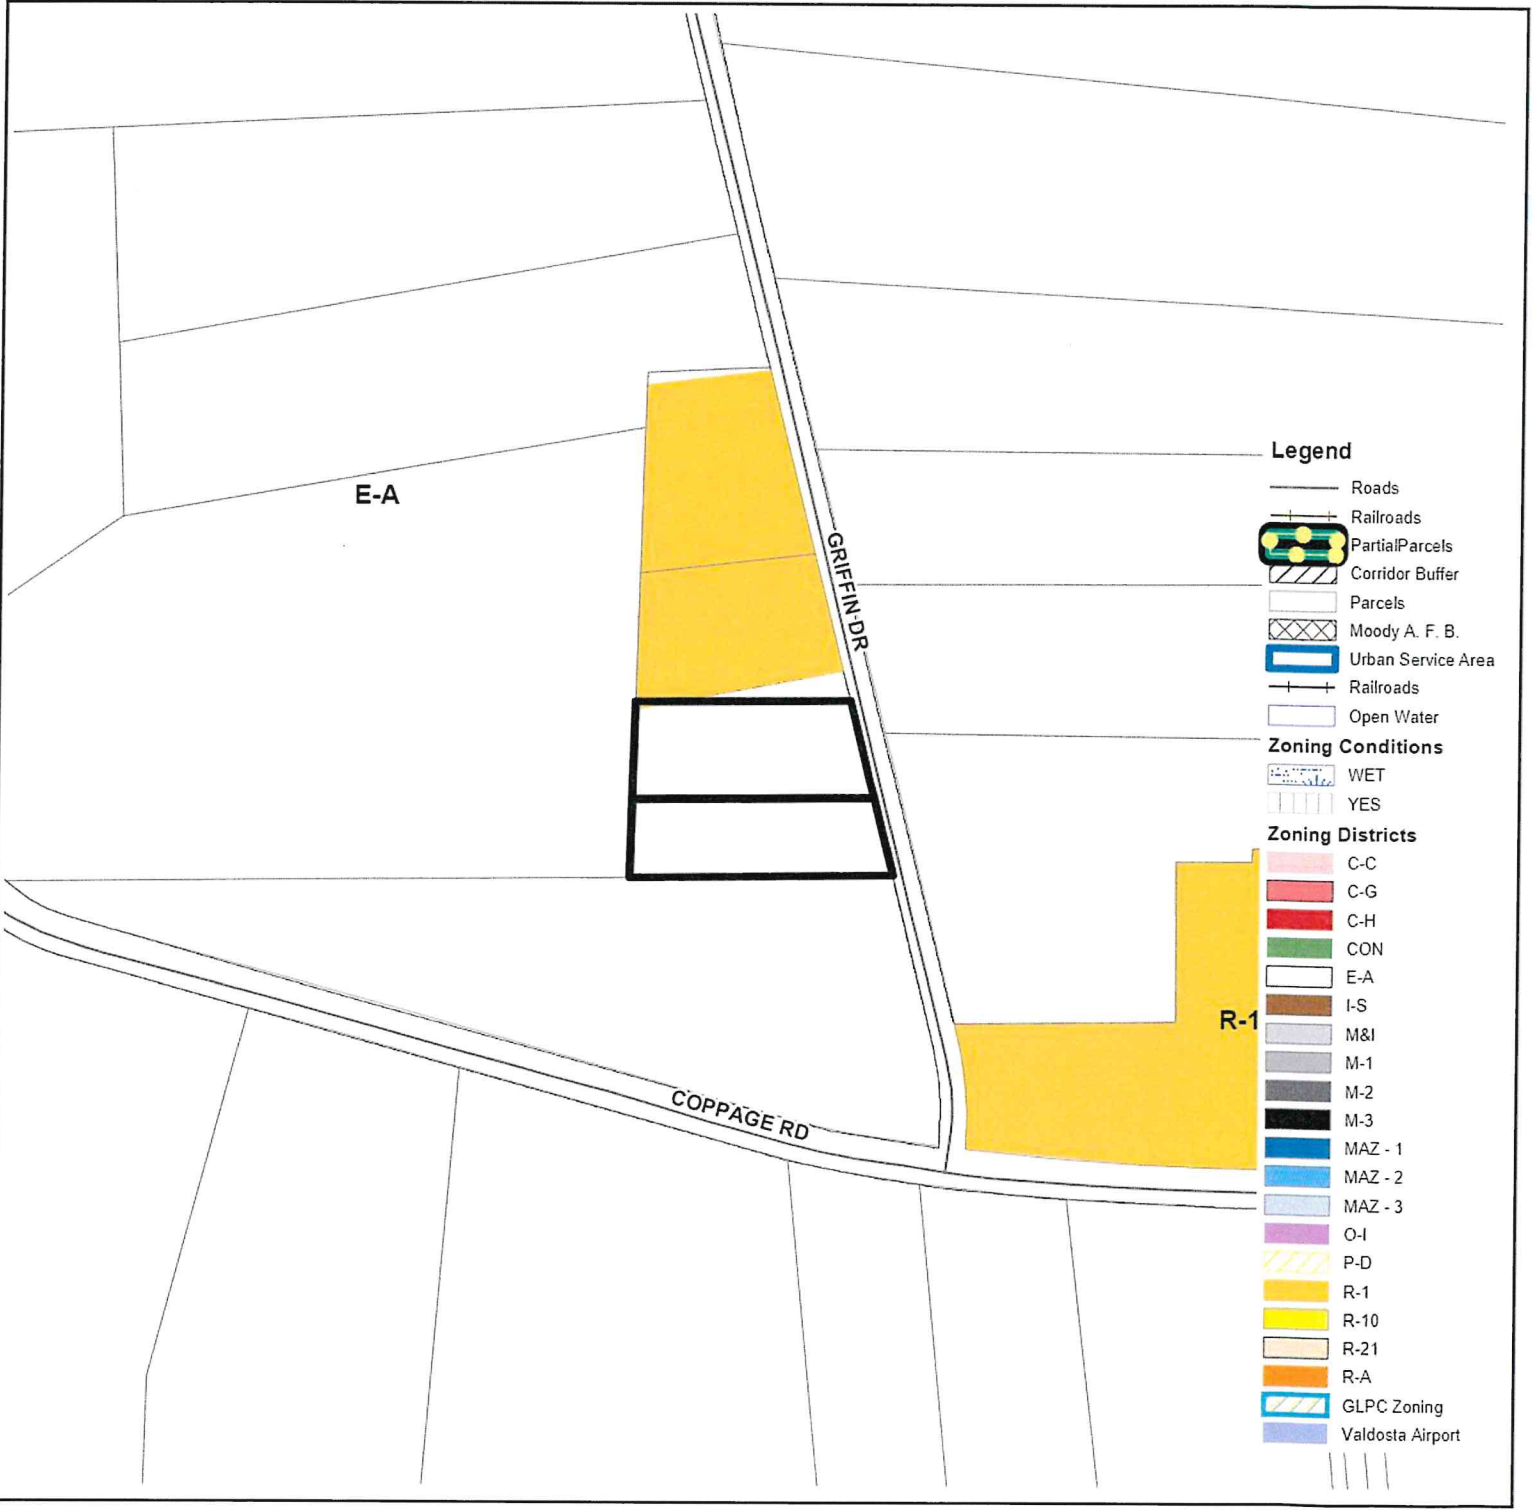 E-A
GRIFFIN DR
COPPAGE RD
R-1
Legend
Roads
Railroads
PartialParcels
Corridor Buffer
Parcels
Moody A. F. B.
Urban Service Area
Railroads
Open Water
Zoning Conditions
WET
YES
Zoning Districts
C-C
C-G
C-H
CON
E-A
I-S
M&I
M-1
M-2
M-3
MAZ - 1
MAZ - 2
MAZ - 3
O-I
P-D
R-1
R-10
R-21
R-A
GLPC Zoning
Valdosta Airport